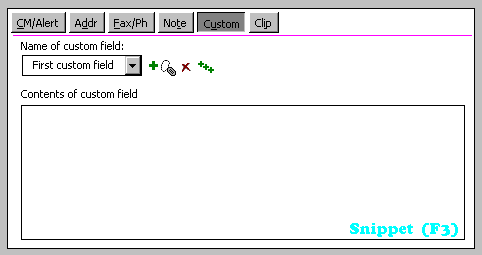 CM/Alert Addr Fax/Ph Note Custom Clip
Name of custom field:
First custom field
Contents of custom field
Snippet (F3)